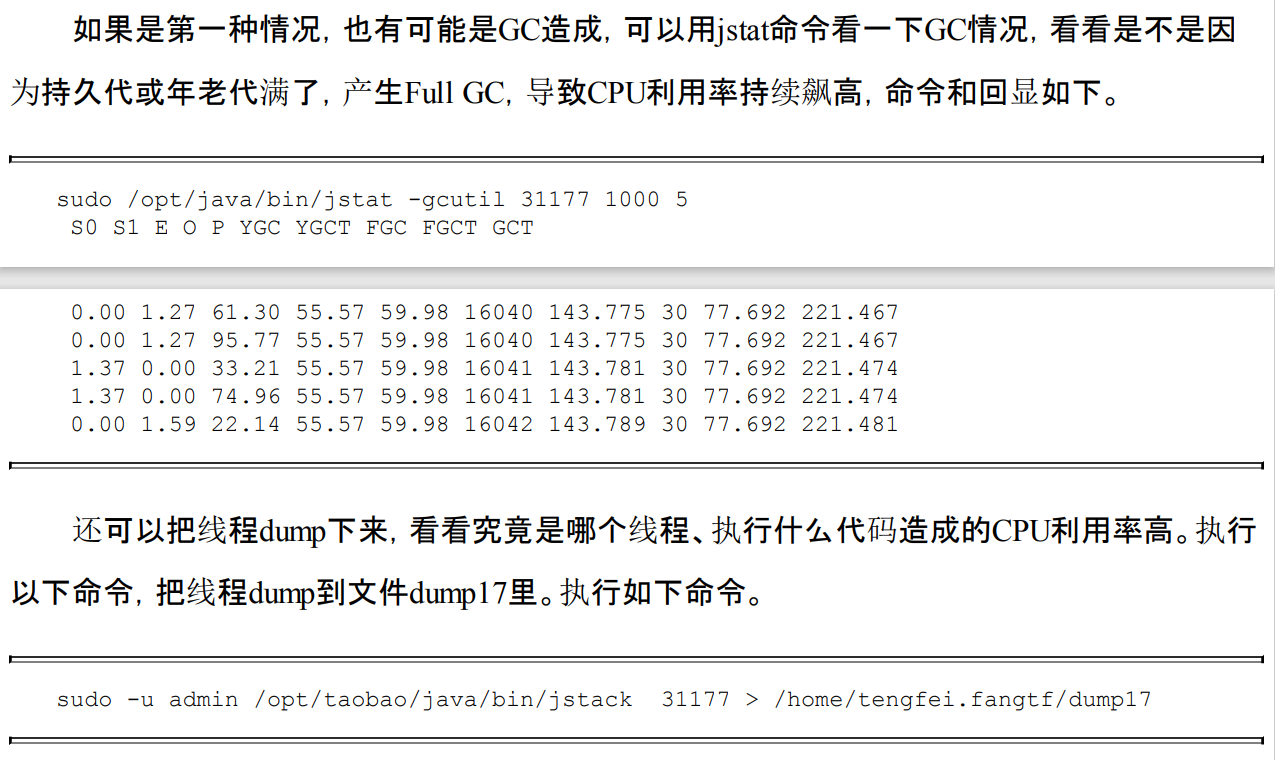 如果是第一种情况，也有可能是GC造成，可以用jstat命令看一下GC情况，看看是不是因
为持久代或年老代满了，产生Full GC，导致CPU利用率持续飙高，命令和回显如下。
sudo /opt/java/bin/jstat -gcutil 31177 1000 5
S0 S1 E O P YGC YGCT FGC FGCT GCT
0.00 1.27 61.30 55.57 59.98 16040 143.775 30 77.692 221.467
0.00 1.27 95.77 55.57 59.98 16040 143.775 30 77.692 221.467
1.37 0.00 33.21 55.57 59.98 16041 143.781 30 77.692 221.474
1.37 0.00 74.96 55.57 59.98 16041 143.781 30 77.692 221.474
0.00 1.59 22.14 55.57 59.98 16042 143.789 30 77.692 221.481
还可以把线程dump下来，看看究竟是哪个线程、执行什么代码造成的CPU利用率高。执行
以下命令，把线程dump到文件dump17里。执行如下命令。
sudo -u admin /opt/taobao/java/bin/jstack  31177 > /home/tengfei.fangtf/dump17